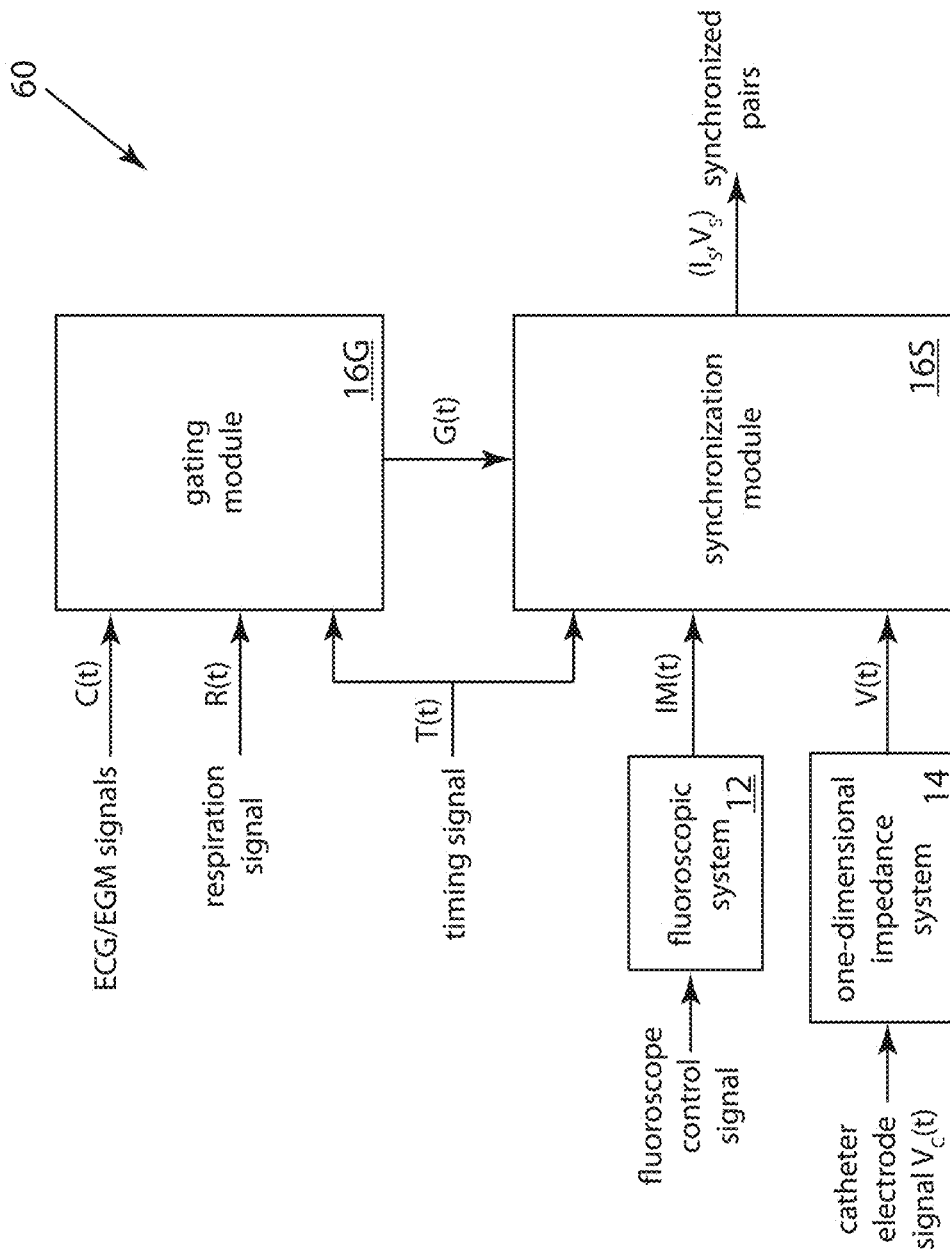 60
ECG/EGM signals
C(t)
respiration
signal
R(t)
timing signal
T(t)
gating
module
16G
G(t)
fluoroscope
control
signal
fluoroscopic
system
12
IM(t)
catheter
electrode
signal V_C(t)
one-dimensional
impedance
system
14
V(t)
synchronization
module
16S
(I_S,V_S)
synchronized
pairs